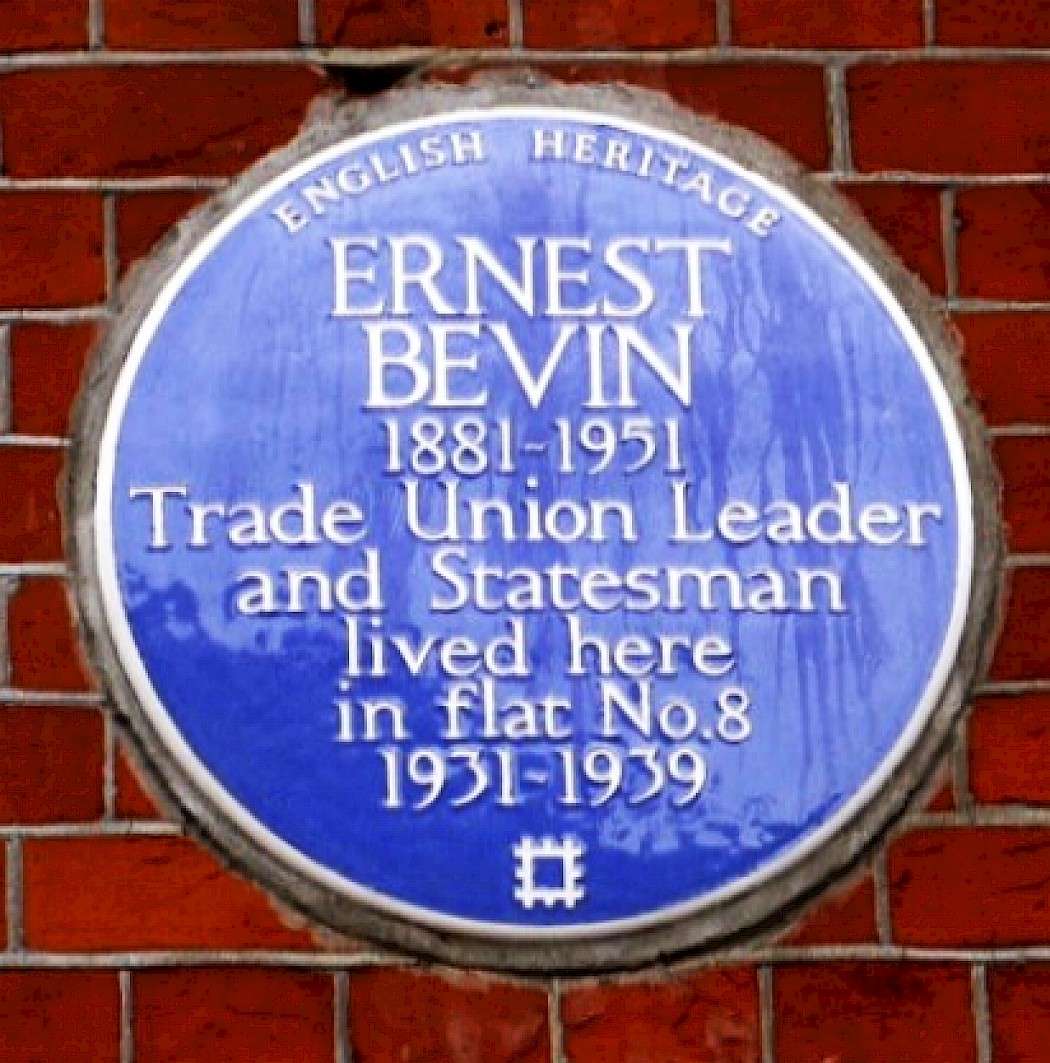 ENGLISH HERITAGE
ERNEST
BEVIN
1881-1951
Trade Union Leader
and Statesman
lived here
in flat No.8
1931-1939